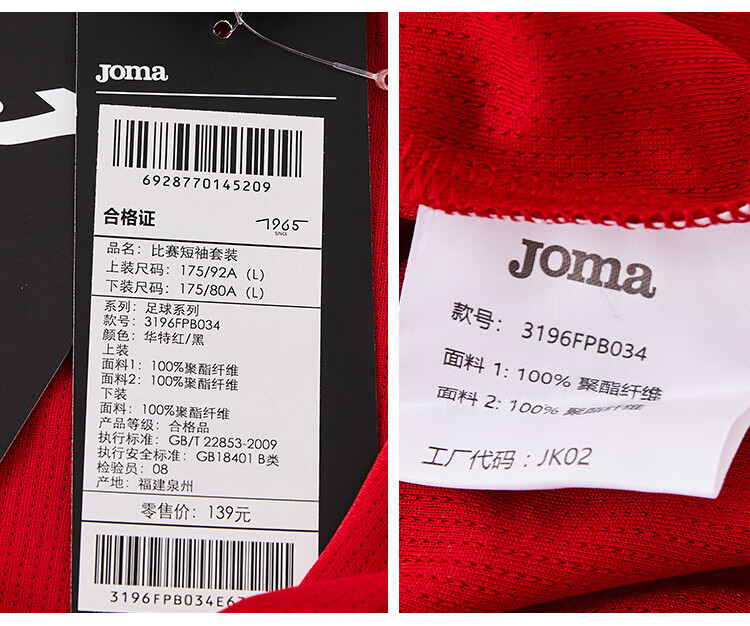 Joma
6928770145209
合格证
1965
SINCE
品名：比赛短袖套装
上装尺码：175/92A（L）
下装尺码：175/80A（L）
系列：足球系列
款号：3196FPB034
颜色：华特红/黑
上装
面料1：100%聚酯纤维
面料2：100%聚酯纤维
下装
面料：100%聚酯纤维
产品等级：合格品
执行标准：GB/T 22853-2009
执行安全标准：GB18401 B类
检验员：08
产地：福建泉州
零售价：139元
3196FPB034E6
Joma
款号：3196FPB034
面料 1: 100% 聚酯纤维
面料 2: 100% 聚酯纤维
工厂代码：JK02